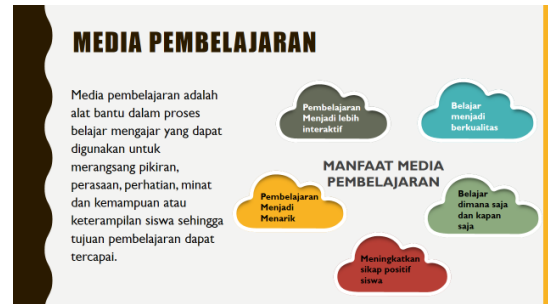 MEDIA PEMBELAJARAN
Media pembelajaran adalah
alat bantu dalam proses
belajar mengajar yang dapat
digunakan untuk
merangsang pikiran,
perasaan, perhatian, minat
dan kemampuan atau
keterampilan siswa sehingga
tujuan pembelajaran dapat
tercapai.
Pembelajaran
Menjadi lebih
interaktif
Belajar
menjadi
berkualitas
MANFAAT MEDIA
PEMBELAJARAN
Pembelajaran
Menjadi
Menarik
Belajar
dimana saja
dan kapan
saja
Meningkatkan
sikap positif
siswa